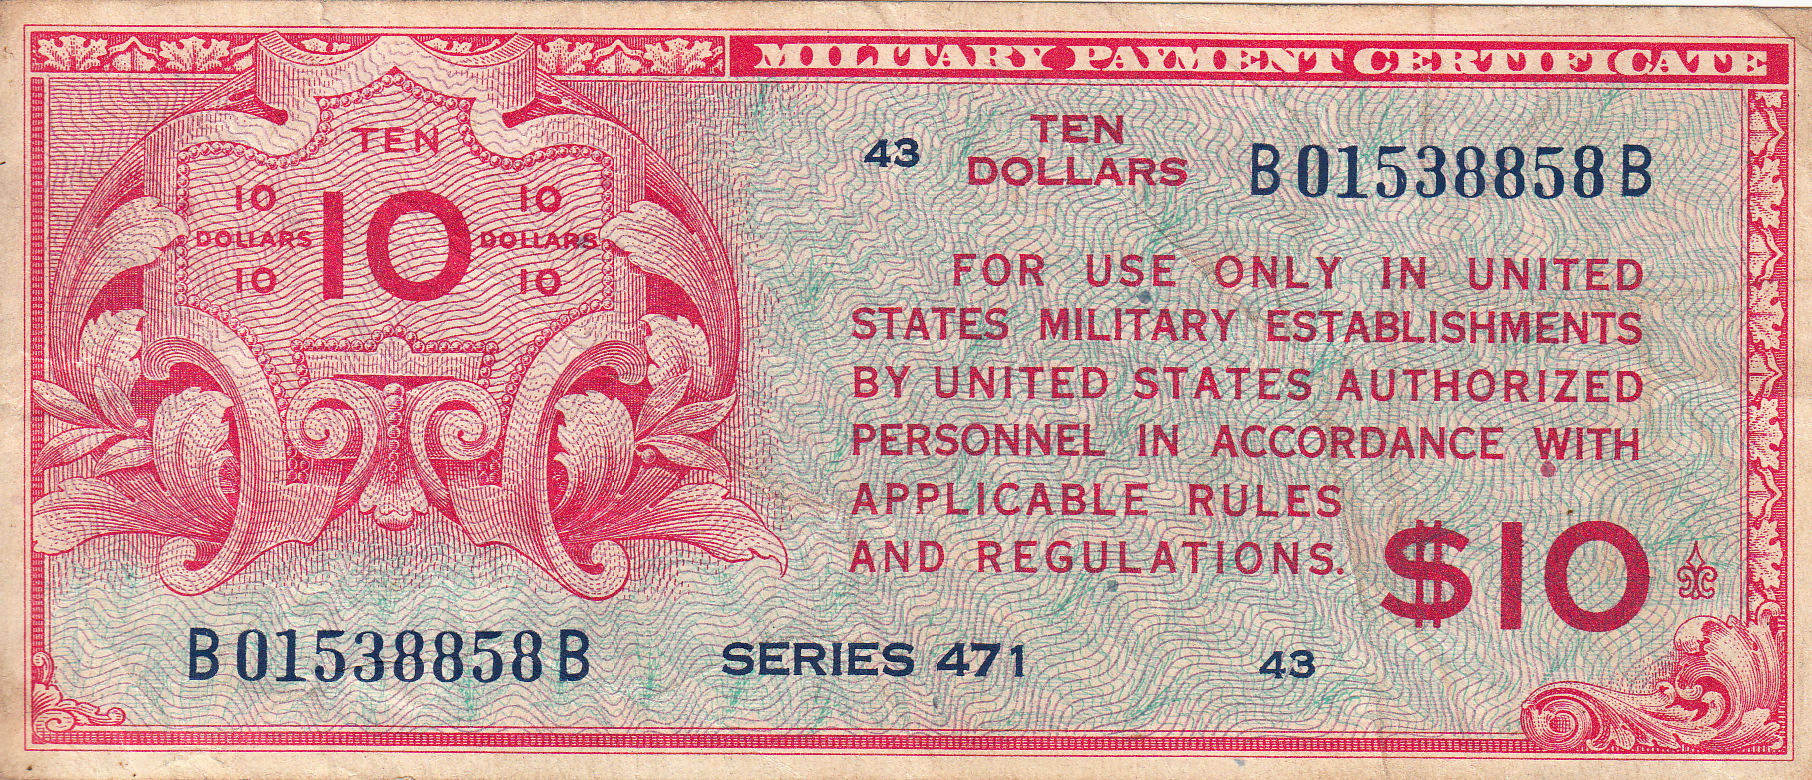 MILITARY PAYMENT CERTIFICATE
TEN
10 10 10
DOLLARS DOLLARS
10 10
43 TEN DOLLARS B01538858B
FOR USE ONLY IN UNITED
STATES MILITARY ESTABLISHMENTS
BY UNITED STATES AUTHORIZED
PERSONNEL IN ACCORDANCE WITH
APPLICABLE RULES
AND REGULATIONS.
$10
B01538858B SERIES 471 43